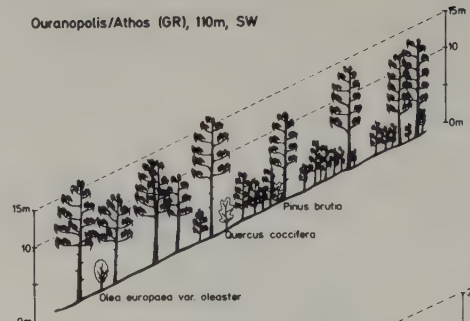 Ouranopolis/Athos (GR), 110m, SW
15m
10
0m
15m
10
0m
Pinus brutia
Quercus coccifera
Olea europaea var. oleaster
2